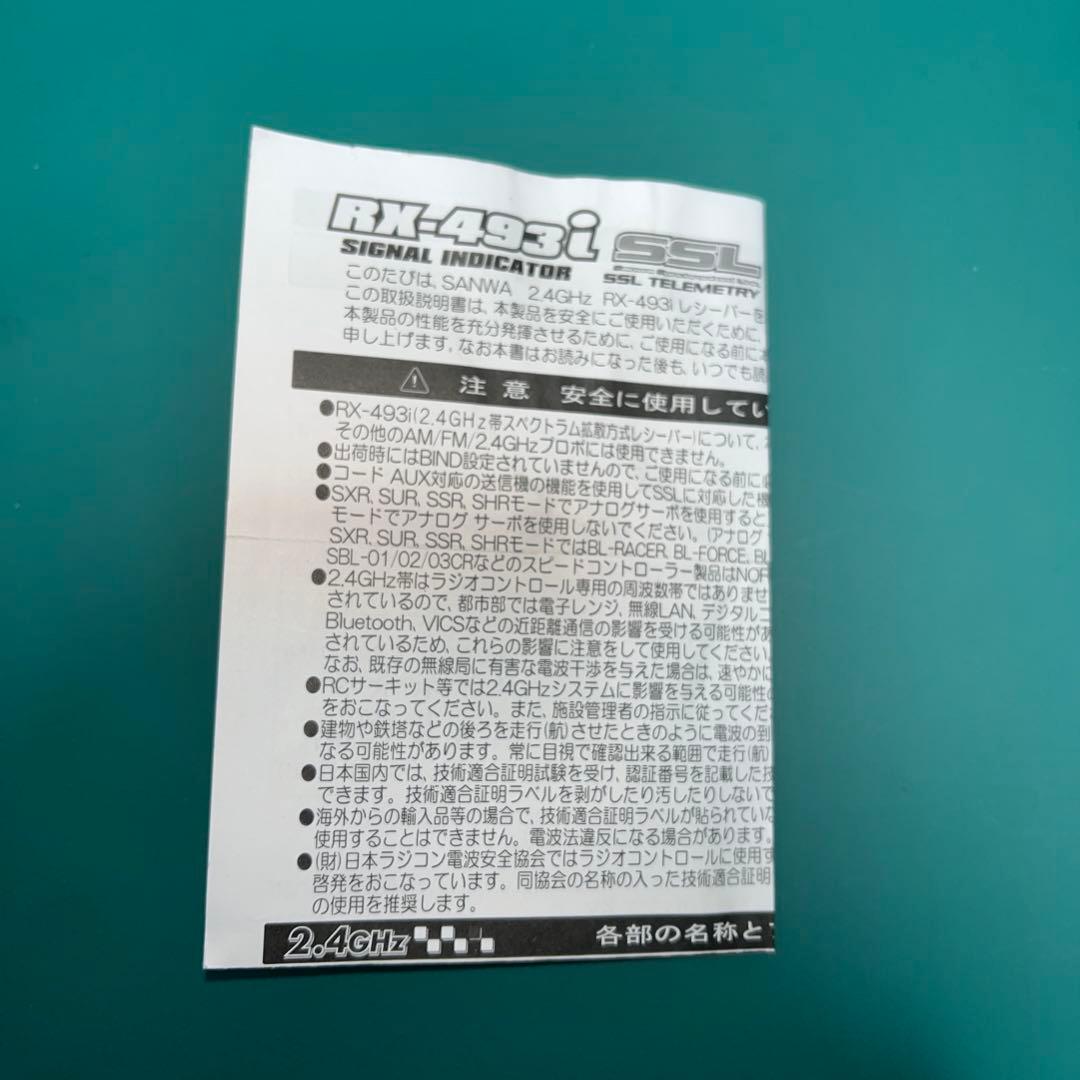 RX-493i SSL
SIGNAL INDICATOR SSL TELEMETRY
このたびは、SANWA 2.4GHz RX-493i レシーバーを
この取扱説明書は、本製品を安全にご使用いただくために、
本製品の性能を充分発揮させるために、ご使用になる前に本
申し上げます。なお本書はお読みになった後も、いつでも読
注意 安全に使用してい
●RX-493i(2.4GHz帯スペクトラム拡散方式レシーバー)について、
その他のAM/FM/2.4GHzプロポには使用できません。
●出荷時にはBIND設定されていませんので、ご使用になる前に
●コード AUX対応の送信機の機能を使用してSSLに対応した機
●SXR, SUR, SSR, SHRモードでアナログサーボを使用すると、
モードでアナログ サーボを使用しないでください。(アナログ
SXR, SUR, SSR, SHRモードではBL-RACER, BL-FORCE, BL
SBL-01/02/03CRなどのスピードコントローラー製品はNOR
●2.4GHz帯はラジオコントロール専用の周波数帯ではありませ
されているので、都市部では電子レンジ、無線LAN、デジタルコ
Bluetooth、VICSなどの近距離通信の影響を受ける可能性があ
されているため、これらの影響に注意をして使用してください。
なお、既存の無線局に有害な電波干渉を与えた場合は、速やかに
●RCサーキット等では2.4GHzシステムに影響を与える可能性の
をおこなってください。また、施設管理者の指示に従ってくだ
●建物や鉄塔などの後ろを走行(航)させたときのように電波の到
なる可能性があります。常に目視で確認出来る範囲で走行(航)
●日本国内では、技術適合証明試験を受け、認証番号を記載した技
できます。技術適合証明ラベルを剥がしたり汚したりしないで
●海外からの輸入品等の場合で、技術適合証明ラベルが貼られていな
使用することはできません。電波法違反になる場合があります。
●(財)日本ラジコン電波安全協会ではラジオコントロールに使用す
啓発をおこなっています。同協会の名称の入った技術適合証明
の使用を推奨します。
2.4GHz 各部の名称と